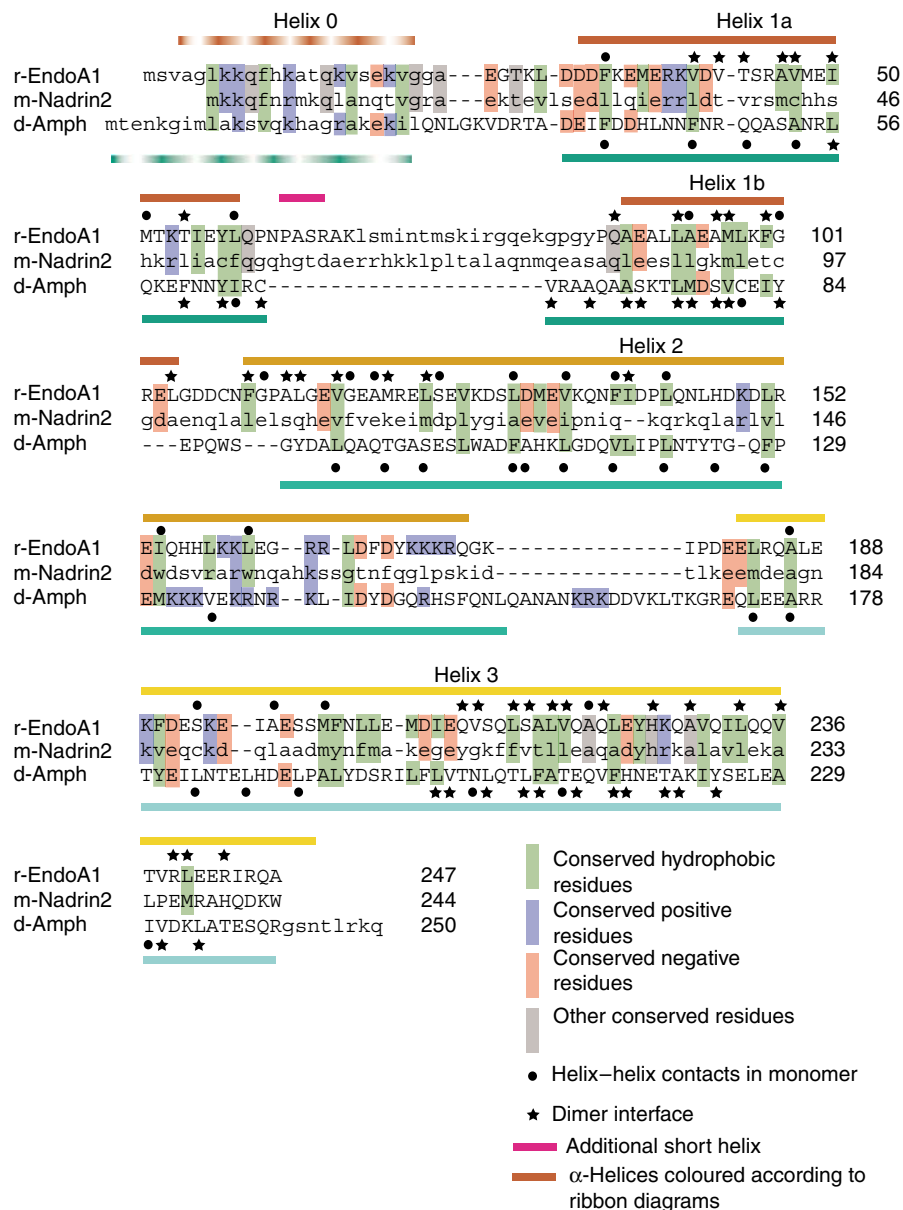 Helix 0 Helix 1a
r-EndoA1 msvaglkkqfhkatqkvsekvgga---EGTKL-DDDFKEMERKVDV-TSRAVMEI 50
m-Nadrin2 mkkqfnrmkqlanqtvgra---ektevlsedllqierrldt-vrsmchhs 46
d-Amph mtenkgimlaksvqkhagrakekilQNLGKVDRTA-DEIFDDHLNNFNR-QQASANRL 56
Helix 1b
r-EndoA1 MTKTIEYLQPNPASRAKlsmintmskirgqekgpgyPQAEALLAEAMLKFG 101
m-Nadrin2 hkrliacfqgqhgtdaerrhkklpltalaqnmqeasaqleesllgkmletc 97
d-Amph QKEFNNYIRC----------------------VRAAQAASKTLMDSVCEIY 84
Helix 2
r-EndoA1 RELGDDCNFGPALGEVGEAMRELSEVKDSLDMEVKQNFIDPLQNLHDKDLR 152
m-Nadrin2 gdaenqlalelsqhevfvekeimdplygiaeveipniq--kqrkqlarlvl 146
d-Amph ---EPQWS---GYDALQAQTGASESLWADFAHKLGDQVLIPLNTYTG-QFP 129
r-EndoA1 EIQHHLKKLEG--RR-LDFDYKKKRQGK--------------IPDEELRQALE 188
m-Nadrin2 dwdsvrarwnqahkssgtnfqglpskid--------------tlkeemdeagn 184
d-Amph EMKKKVEKRNR--KL-IDYDGQRHSFQNLQANANKRKDDVKLTKGREQLEEARR 178
Helix 3
r-EndoA1 KFDESKE--IAESSMFNLLE-MDIEQVSQLSALVQAQLEYHKQAVQILQQV 236
m-Nadrin2 kveqckd--qlaadmynfma-kegeygkffvtlleaqadyhrkalavleka 233
d-Amph TYEILNTELHDELPALYDSRILFLVTNLQTLFATEQVFHNETAKIYSELEA 229
r-EndoA1 TVRLEERIRQA 247
m-Nadrin2 LPEMRAHQDKW 244
d-Amph IVDKLATESQRgsntlrkq 250
Conserved hydrophobic
residues
Conserved positive
residues
Conserved negative
residues
Other conserved residues
Helix–helix contacts in monomer
Dimer interface
Additional short helix
α-Helices coloured according to
ribbon diagrams